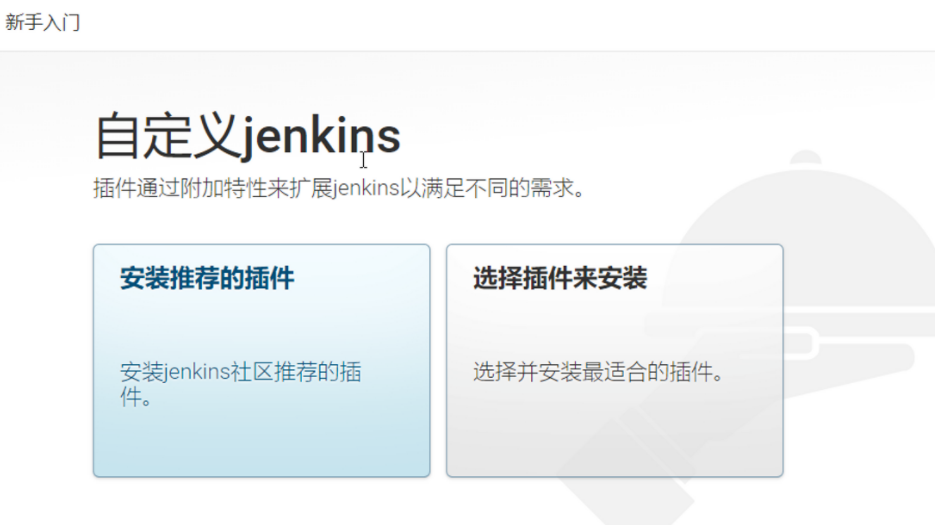 新手入门
自定义jenkins
插件通过附加特性来扩展jenkins以满足不同的需求。
安装推荐的插件
安装jenkins社区推荐的插
件。
选择插件来安装
选择并安装最适合的插件。